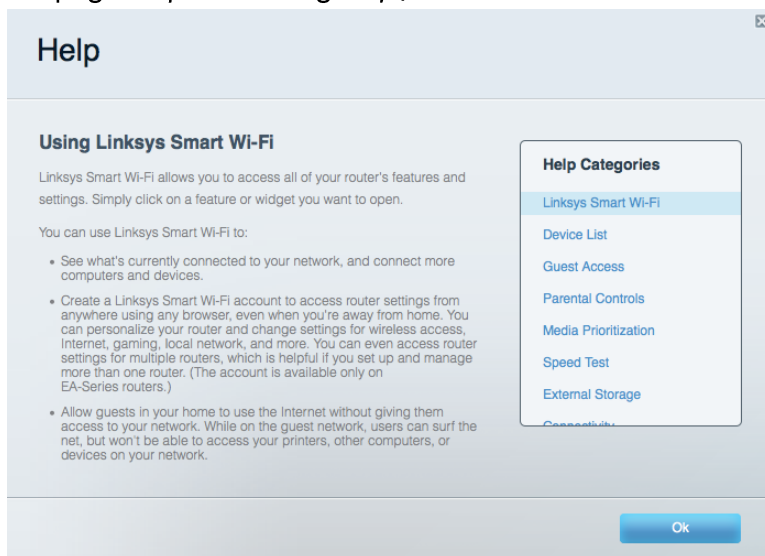 Help
Using Linksys Smart Wi-Fi
Linksys Smart Wi-Fi allows you to access all of your router's features and
settings. Simply click on a feature or widget you want to open.
You can use Linksys Smart Wi-Fi to:
• See what's currently connected to your network, and connect more
computers and devices.
• Create a Linksys Smart Wi-Fi account to access router settings from
anywhere using any browser, even when you're away from home. You
can personalize your router and change settings for wireless access,
Internet, gaming, local network, and more. You can even access router
settings for multiple routers, which is helpful if you set up and manage
more than one router. (The account is available only on
EA-Series routers.)
• Allow guests in your home to use the Internet without giving them
access to your network. While on the guest network, users can surf the
net, but won't be able to access your printers, other computers, or
devices on your network.
Help Categories
Linksys Smart Wi-Fi
Device List
Guest Access
Parental Controls
Media Prioritization
Speed Test
External Storage
Connectivity
Ok